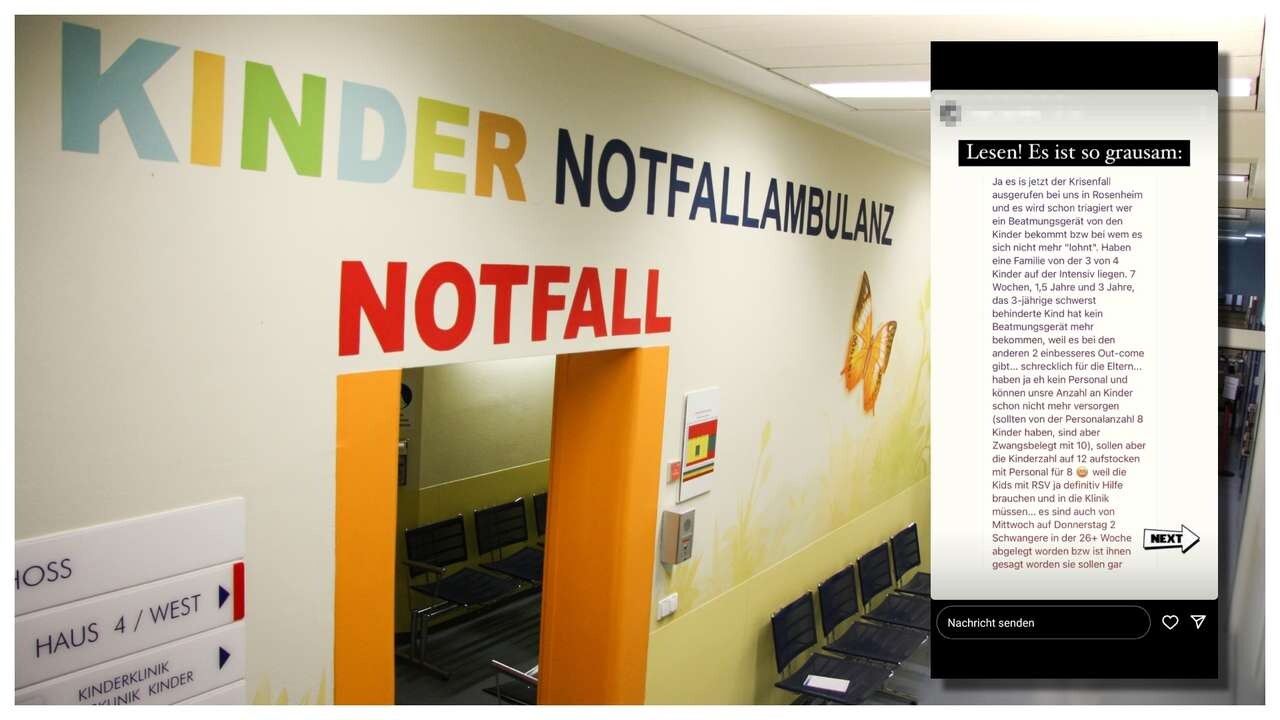 KINDER NOTFALLAMBULANZ
NOTFALL
HOSS
HAUS 4 / WEST
KINDERKLINIK
KLINIK KINDER
Lesen! Es ist so grausam:
Ja es is jetzt der Krisenfall
ausgerufen bei uns in Rosenheim
und es wird schon triagiert wer
ein Beatmungsgerät von den
Kinder bekommt bzw bei wem es
sich nicht mehr "lohnt". Haben
eine Familie von der 3 von 4
Kinder auf der Intensiv liegen. 7
Wochen, 1,5 Jahre und 3 Jahre,
das 3-jährige schwerst
behinderte Kind hat kein
Beatmungsgerät mehr
bekommen, weil es bei den
anderen 2 einbesseres Out-come
gibt... schrecklich für die Eltern...
haben ja eh kein Personal und
können unsre Anzahl an Kinder
schon nicht mehr versorgen
(sollten von der Personalanzahl 8
Kinder haben, sind aber
Zwangsbelegt mit 10), sollen aber
die Kinderzahl auf 12 aufstocken
mit Personal für 8 😬 weil die
Kids mit RSV ja definitiv Hilfe
brauchen und in die Klinik
müssen... es sind auch von
Mittwoch auf Donnerstag 2
Schwangere in der 26+ Woche
abgelegt worden bzw ist ihnen
gesagt worden sie sollen gar
NEXT
Nachricht senden